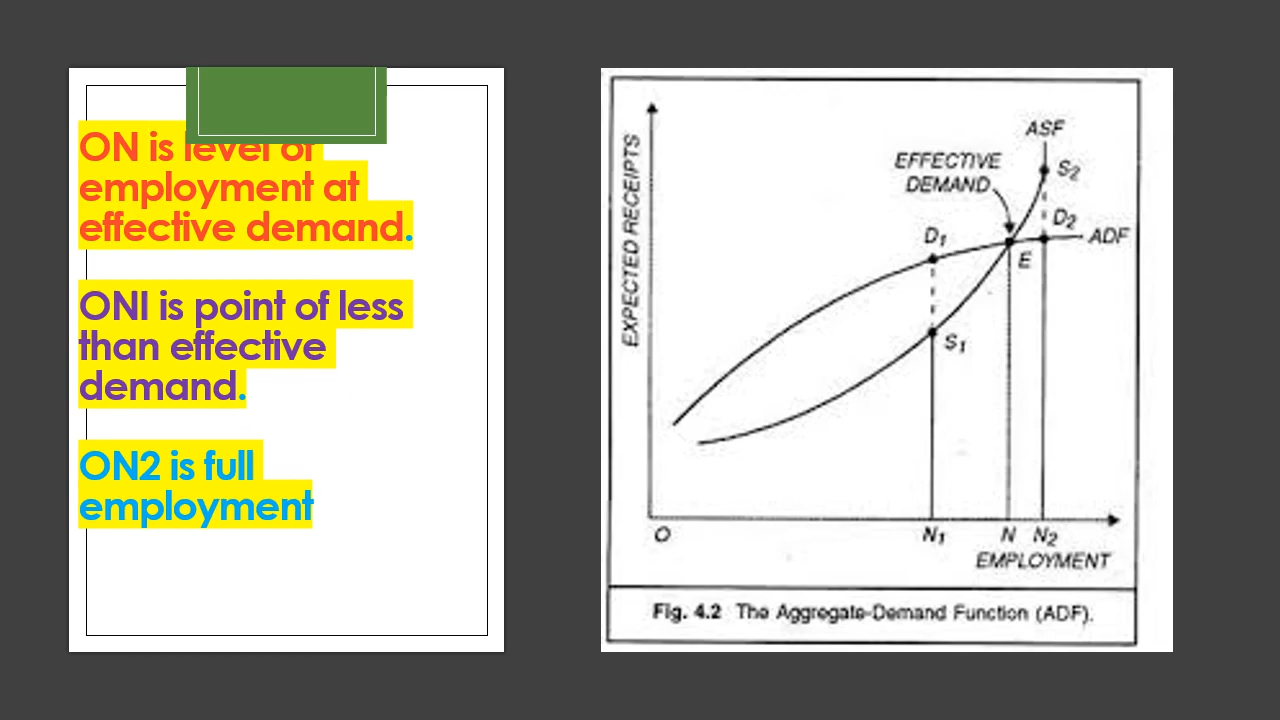 ON is level of
employment at
effective demand.
ONI is point of less
than effective
demand.
ON2 is full
employment
EXPECTED RECEIPTS
ASF
EFFECTIVE
DEMAND
S2
D2
D1
ADF
E
S1
O
N1
N
N2
EMPLOYMENT
Fig. 4.2 The Aggregate-Demand Function (ADF).